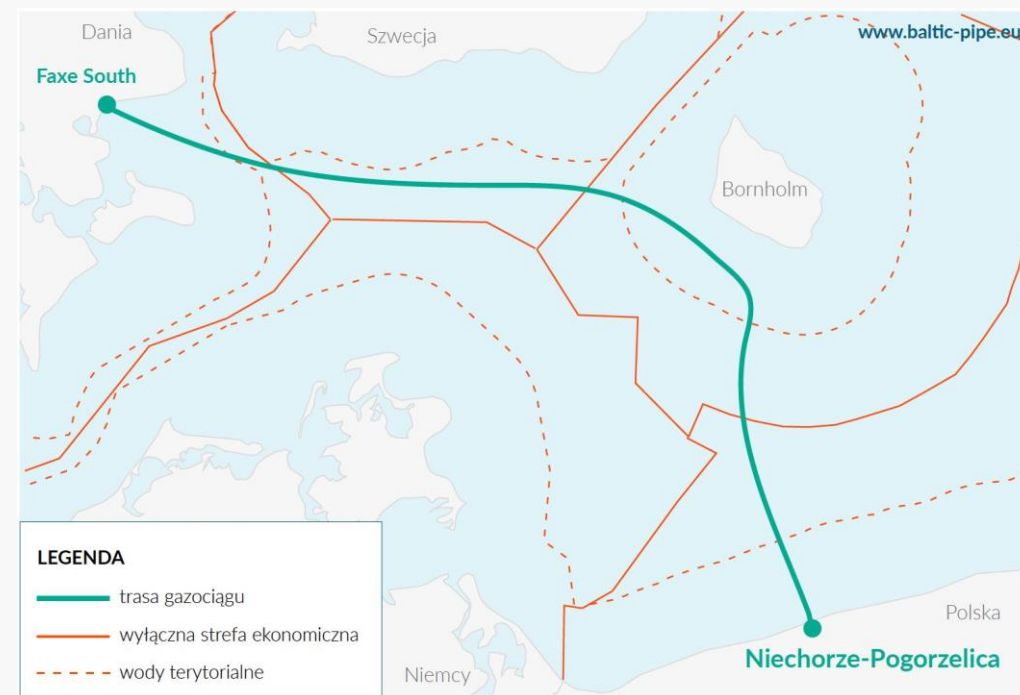 Dania
Szwecja
www.baltic-pipe.eu
Faxe South
Bornholm
LEGENDA
trasa gazociągu
wyłączna strefa ekonomiczna
wody terytorialne
Niemcy
Polska
Niechorze-Pogorzelica